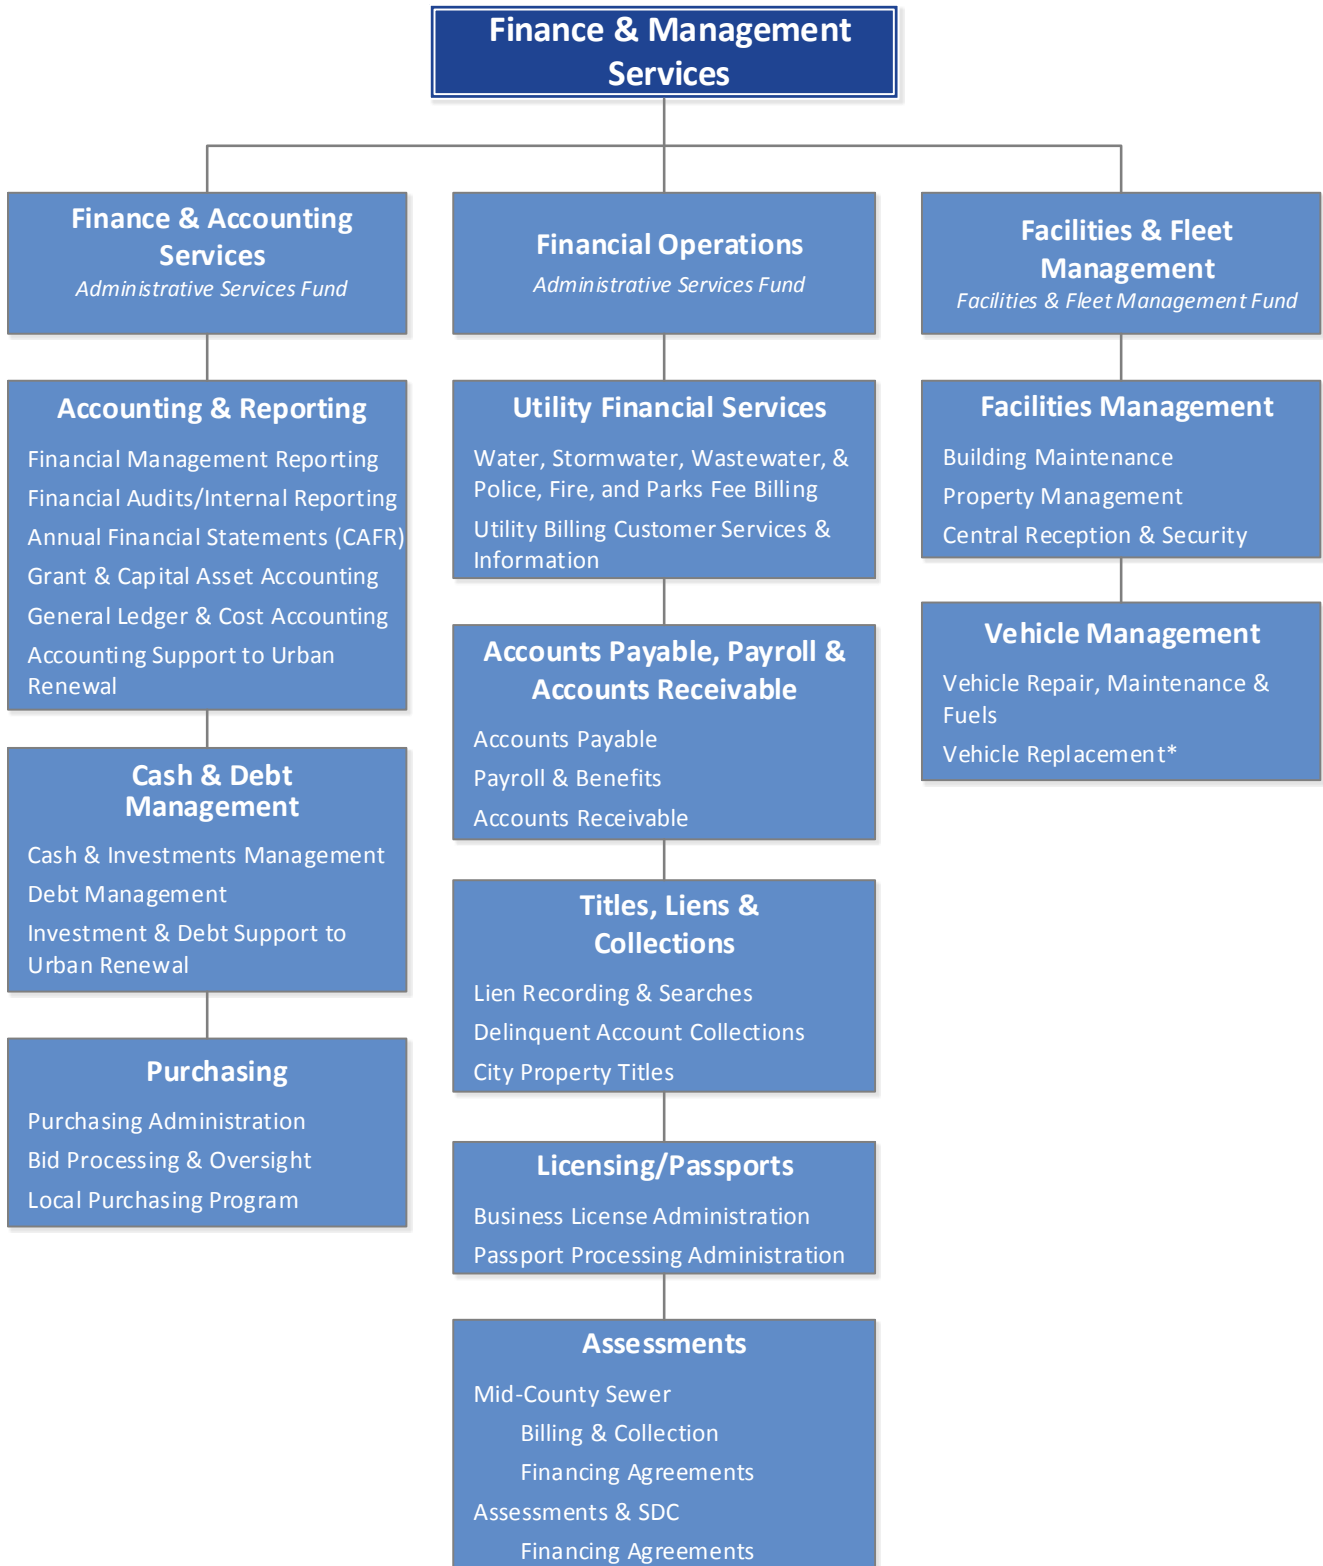 Finance & Management
Services
Finance & Accounting
Services
Administrative Services Fund
Accounting & Reporting
Financial Management Reporting
Financial Audits/Internal Reporting
Annual Financial Statements (CAFR)
Grant & Capital Asset Accounting
General Ledger & Cost Accounting
Accounting Support to Urban
Renewal
Cash & Debt
Management
Cash & Investments Management
Debt Management
Investment & Debt Support to
Urban Renewal
Purchasing
Purchasing Administration
Bid Processing & Oversight
Local Purchasing Program
Financial Operations
Administrative Services Fund
Utility Financial Services
Water, Stormwater, Wastewater, &
Police, Fire, and Parks Fee Billing
Utility Billing Customer Services &
Information
Accounts Payable, Payroll &
Accounts Receivable
Accounts Payable
Payroll & Benefits
Accounts Receivable
Titles, Liens &
Collections
Lien Recording & Searches
Delinquent Account Collections
City Property Titles
Licensing/Passports
Business License Administration
Passport Processing Administration
Assessments
Mid-County Sewer
Billing & Collection
Financing Agreements
Assessments & SDC
Financing Agreements
Facilities & Fleet
Management
Facilities & Fleet Management Fund
Facilities Management
Building Maintenance
Property Management
Central Reception & Security
Vehicle Management
Vehicle Repair, Maintenance &
Fuels
Vehicle Replacement*